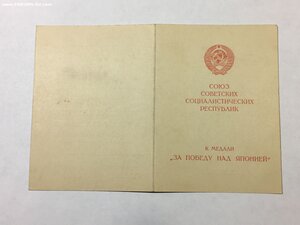 СОЮЗ
СОВЕТСКИХ
СОЦИАЛИСТИЧЕСКИХ
РЕСПУБЛИК
К МЕДАЛИ
„ЗА ПОБЕДУ НАД ЯПОНИЕЙ“